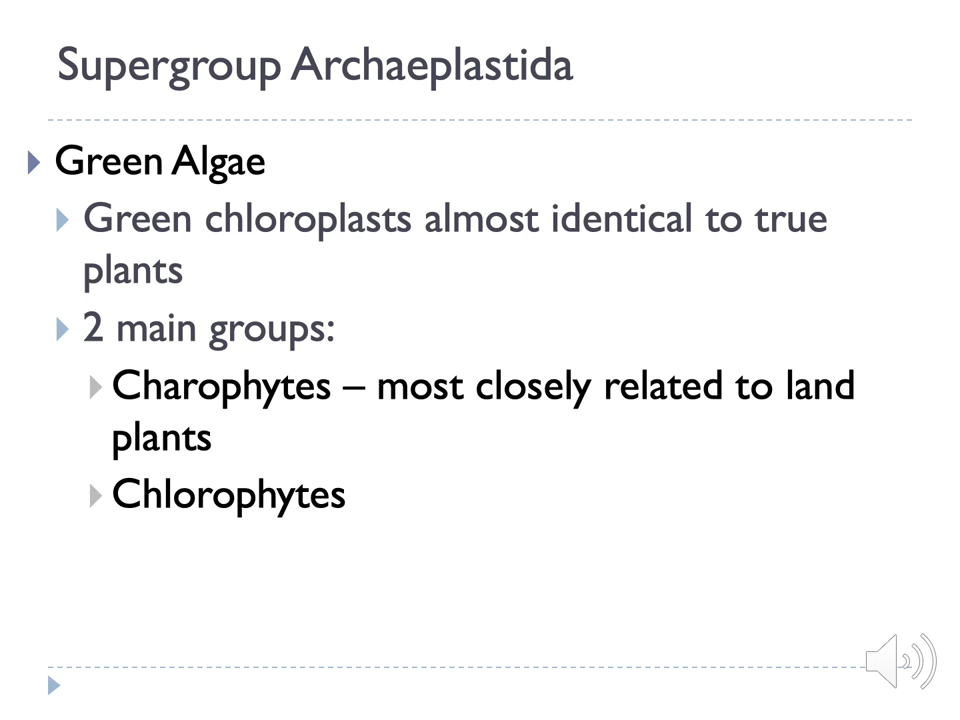 Supergroup Archaeplastida
Green Algae
Green chloroplasts almost identical to true
plants
2 main groups:
Charophytes – most closely related to land
plants
Chlorophytes